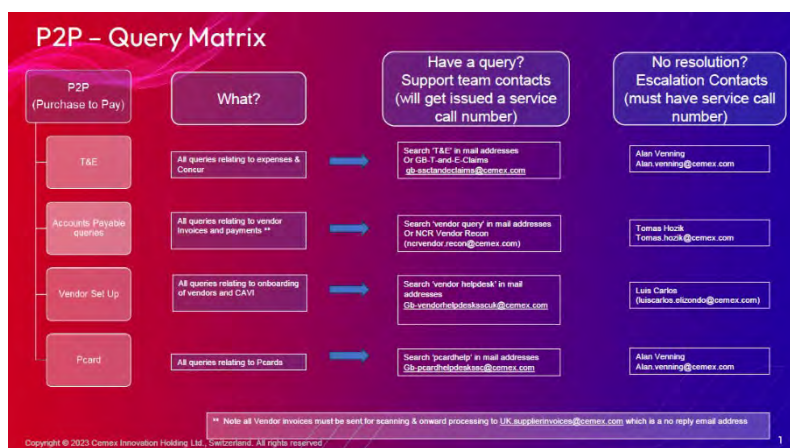 P2P – Query Matrix
P2P
(Purchase to Pay)
What?
Have a query?
Support team contacts
(will get issued a service
call number)
No resolution?
Escalation Contacts
(must have service call
number)
T&E
All queries relating to expenses &
Concur
Search 'T&E' in mail addresses
Or GB-T-and-E-Claims
gb-ssctandeclaims@cemex.com
Alan Venning
Alan.venning@cemex.com
Accounts Payable
queries
All queries relating to vendor
Invoices and payments **
Search 'vendor query' in mail addresses
Or NCR Vendor Recon
(ncrvendor.recon@cemex.com)
Tomas Hozik
Tomas.hozik@cemex.com
Vendor Set Up
All queries relating to onboarding
of vendors and CAVI
Search 'vendor helpdesk' in mail
addresses
Gb-vendorhelpdesksscuk@cemex.com
Luis Carlos
(luiscarlos.elizondo@cemex.com)
Pcard
All queries relating to Pcards
Search 'pcardhelp' in mail addresses
Gb-pcardhelpdeskssc@cemex.com
Alan Venning
Alan.venning@cemex.com
** Note all Vendor invoices must be sent for scanning & onward processing to UK.supplierinvoices@cemex.com which is a no reply email address
Copyright © 2023 Cemex Innovation Holding Ltd., Switzerland. All rights reserved
1